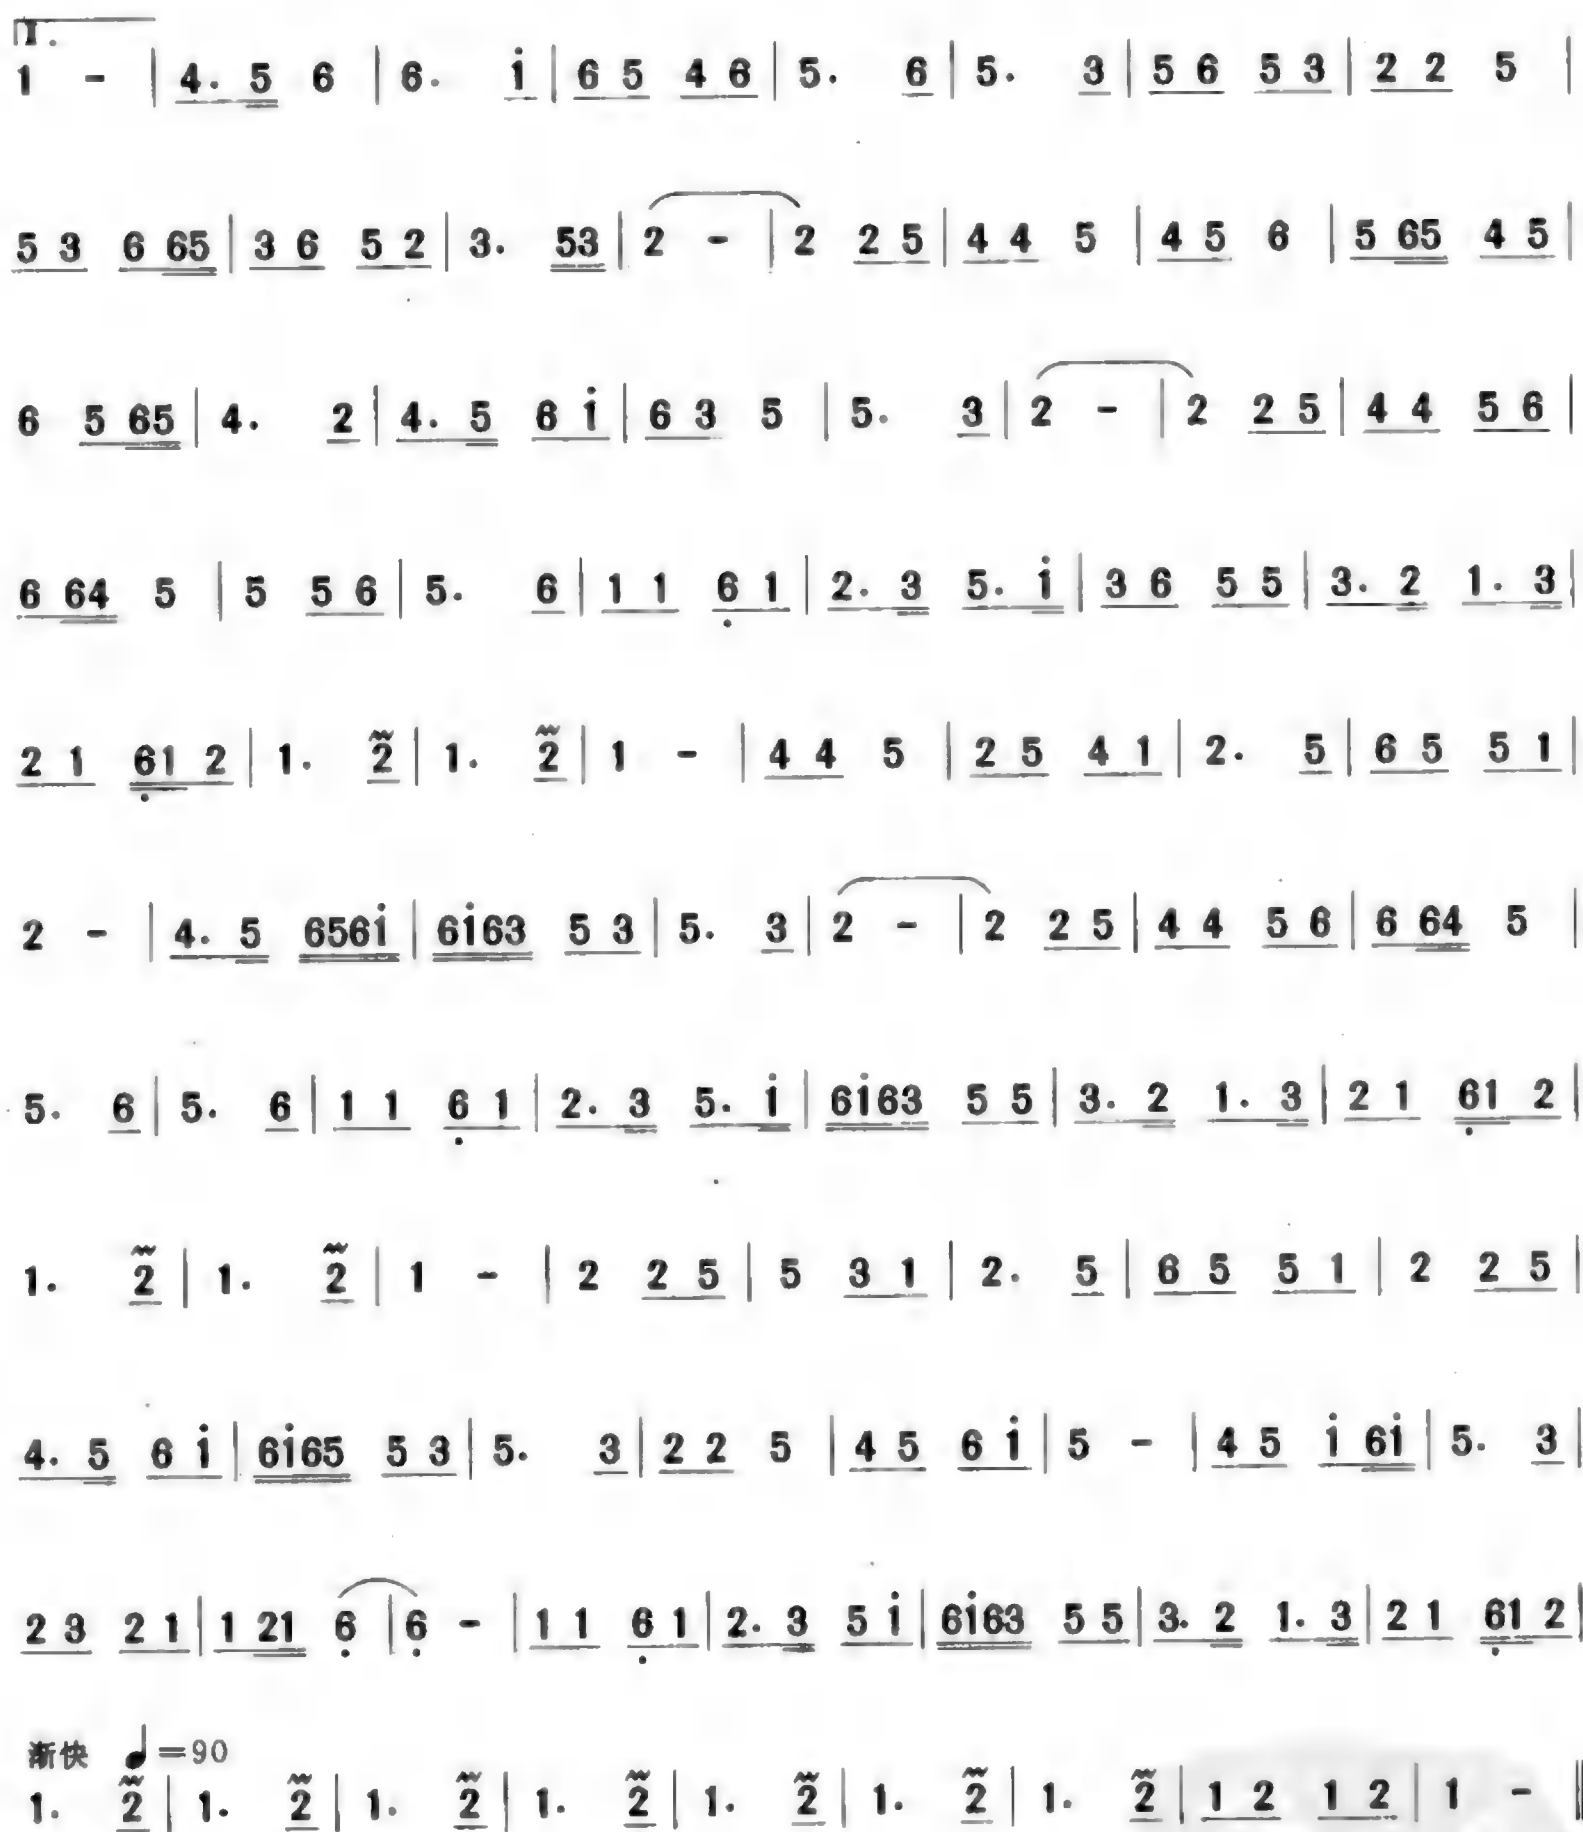 II.
1 - | 4. 5 6 | 6. i | 6 5 4 6 | 5. 6 | 5. 3 | 5 6 5 3 | 2 2 5 |
5 3 6 65 | 3 6 5 2 | 3. 53 | 2 - | 2 2 5 | 4 4 5 | 4 5 6 | 5 65 4 5 |
6 5 65 | 4. 2 | 4. 5 6 i | 6 3 5 | 5. 3 | 2 - | 2 2 5 | 4 4 5 6 |
6 64 5 | 5 5 6 | 5. 6 | 1 1 6̣ 1 | 2. 3 5. i | 3 6 5 5 | 3. 2 1. 3 |
2 1 6̣1 2 | 1. 2 | 1. 2 | 1 - | 4 4 5 | 2 5 4 1 | 2. 5 | 6 5 5 1 |
2 - | 4. 5 656i | 6i63 5 3 | 5. 3 | 2 - | 2 2 5 | 4 4 5 6 | 6 64 5 |
5. 6 | 5. 6 | 1 1 6̣ 1 | 2. 3 5. i | 6i63 5 5 | 3. 2 1. 3 | 2 1 6̣1 2 |
1. 2 | 1. 2 | 1 - | 2 2 5 | 5 3 1 | 2. 5 | 6 5 5 1 | 2 2 5 |
4. 5 6 i | 6i65 5 3 | 5. 3 | 2 2 5 | 4 5 6 i | 5 - | 4 5 i 6i | 5. 3 |
2 3 2 1 | 1 21 6̣ | 6̣ - | 1 1 6̣ 1 | 2. 3 5 i | 6i63 5 5 | 3. 2 1. 3 | 2 1 6̣1 2 |
渐快 ♩=90
1. 2 | 1. 2 | 1. 2 | 1. 2 | 1. 2 | 1. 2 | 1. 2 | 1 2 1 2 | 1 - ‖